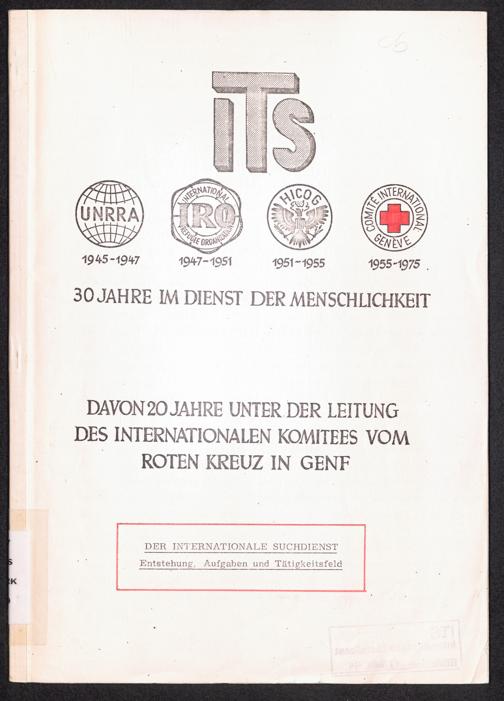 ITS
UNRRA
INTERNATIONAL
IRO
REFUGEE ORGANIZATION
HICOG
COMITÉ INTERNATIONAL
GENÈVE
1945-1947
1947-1951
1951-1955
1955-1975
30 JAHRE IM DIENST DER MENSCHLICHKEIT
DAVON 20 JAHRE UNTER DER LEITUNG
DES INTERNATIONALEN KOMITEES VOM
ROTEN KREUZ IN GENF
DER INTERNATIONALE SUCHDIENST
Entstehung, Aufgaben und Tätigkeitsfeld